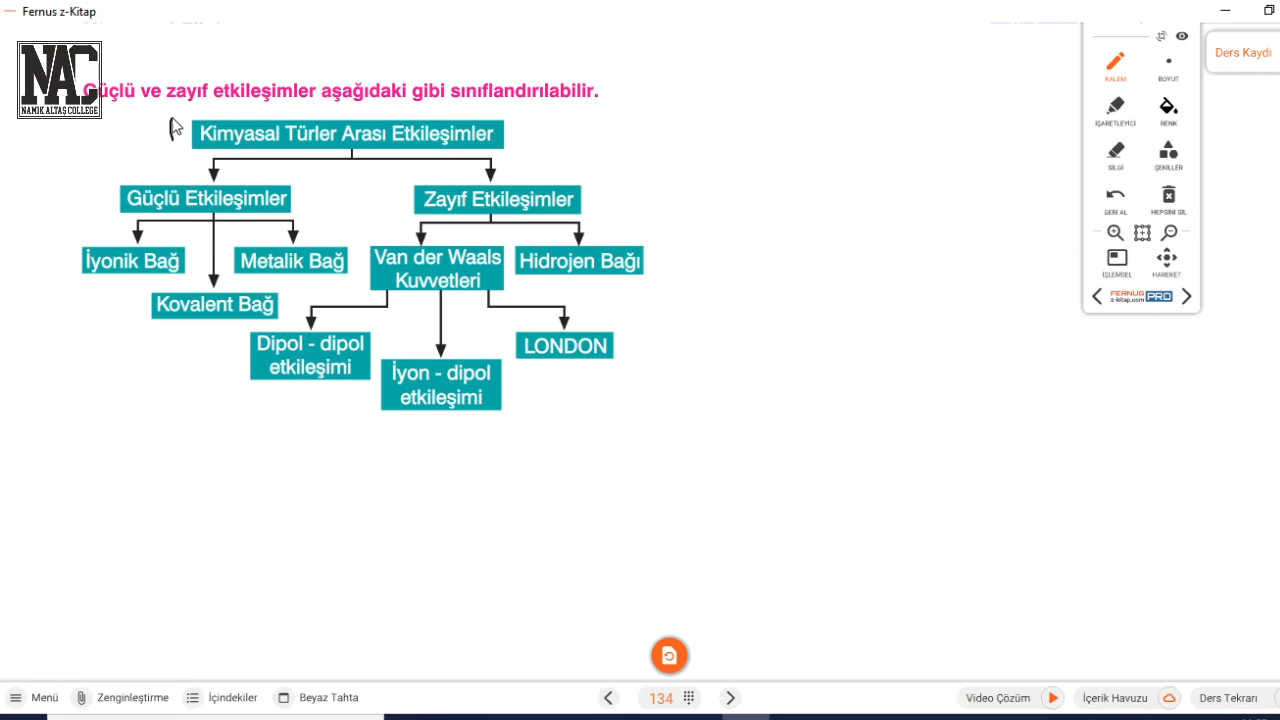 Fernus z-Kitap
NAC
NAMIK ALTAŞ COLLEGE
Güçlü ve zayıf etkileşimler aşağıdaki gibi sınıflandırılabilir.
Kimyasal Türler Arası Etkileşimler
Güçlü Etkileşimler
Zayıf Etkileşimler
İyonik Bağ
Metalik Bağ
Van der Waals
Kuvvetleri
Hidrojen Bağı
Kovalent Bağ
Dipol - dipol
etkileşimi
LONDON
İyon - dipol
etkileşimi
Ders Kaydı
KALEM
BOYUT
İŞARETLEYİCİ
RENK
SİLGİ
ŞEKİLLER
GERİ AL
HEPSİNİ SİL
İŞLEMSEL
HAREKET
FERNUS
z-kitap.com
PRO
Menü
Zenginleştirme
İçindekiler
Beyaz Tahta
134
Video Çözüm
İçerik Havuzu
Ders Tekrarı